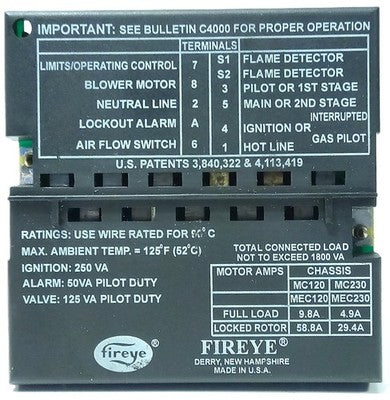 IMPORTANT: SEE BULLETIN C4000 FOR PROPER OPERATION
TERMINALS
LIMITS/OPERATING CONTROL 7 S1 FLAME DETECTOR
S2 FLAME DETECTOR
BLOWER MOTOR 8 3 PILOT OR 1ST STAGE
NEUTRAL LINE 2 5 MAIN OR 2ND STAGE
LOCKOUT ALARM A 4 IGNITION OR INTERRUPTED GAS PILOT
AIR FLOW SWITCH 6 1 HOT LINE
U.S. PATENTS 3,840,322 & 4,113,419
RATINGS: USE WIRE RATED FOR 90°C
MAX. AMBIENT TEMP. = 125°F (52°C)
IGNITION: 250 VA
ALARM: 50VA PILOT DUTY
VALVE: 125 VA PILOT DUTY
TOTAL CONNECTED LOAD
NOT TO EXCEED 1800 VA
MOTOR AMPS CHASSIS
MC120 MC230
MEC120 MEC230
FULL LOAD 9.8A 4.9A
LOCKED ROTOR 58.8A 29.4A
fireye®
FIREYE®
DERRY, NEW HAMPSHIRE
MADE IN U.S.A.